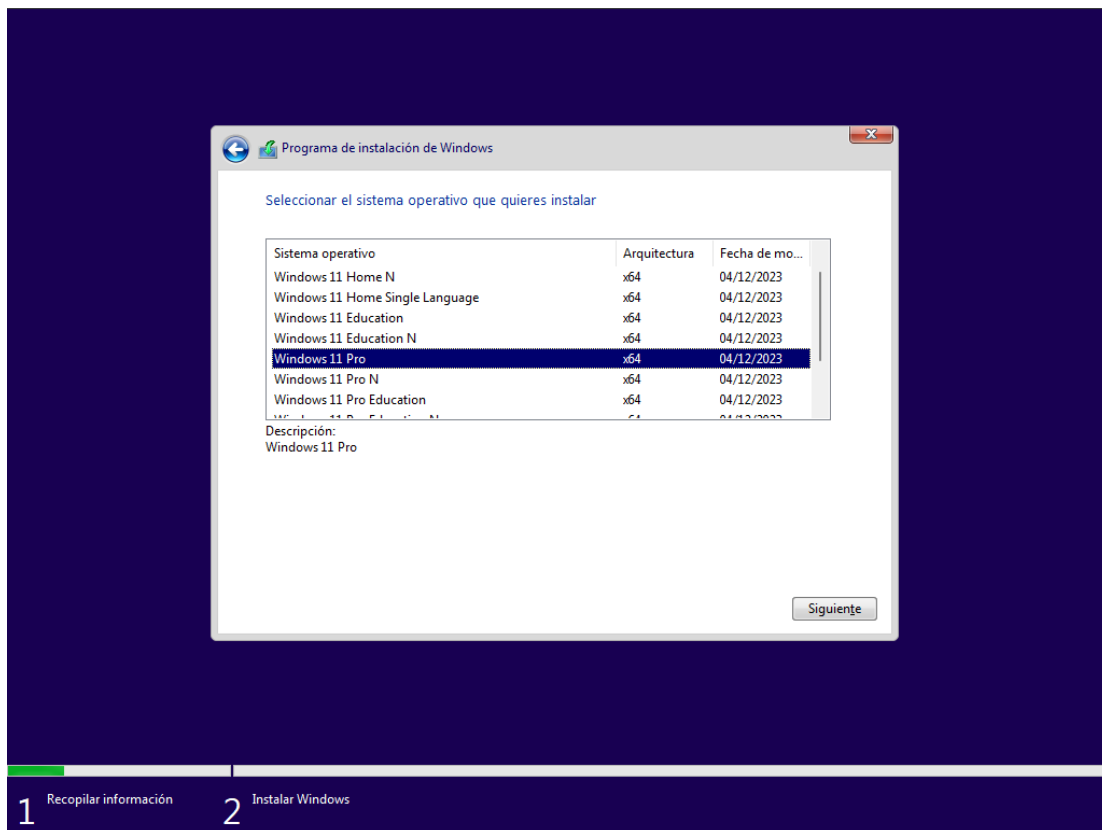 Programa de instalación de Windows
Seleccionar el sistema operativo que quieres instalar
Sistema operativo Arquitectura Fecha de mo...
Windows 11 Home N x64 04/12/2023
Windows 11 Home Single Language x64 04/12/2023
Windows 11 Education x64 04/12/2023
Windows 11 Education N x64 04/12/2023
Windows 11 Pro x64 04/12/2023
Windows 11 Pro N x64 04/12/2023
Windows 11 Pro Education x64 04/12/2023
Descripción:
Windows 11 Pro
Siguiente
1 Recopilar información 2 Instalar Windows